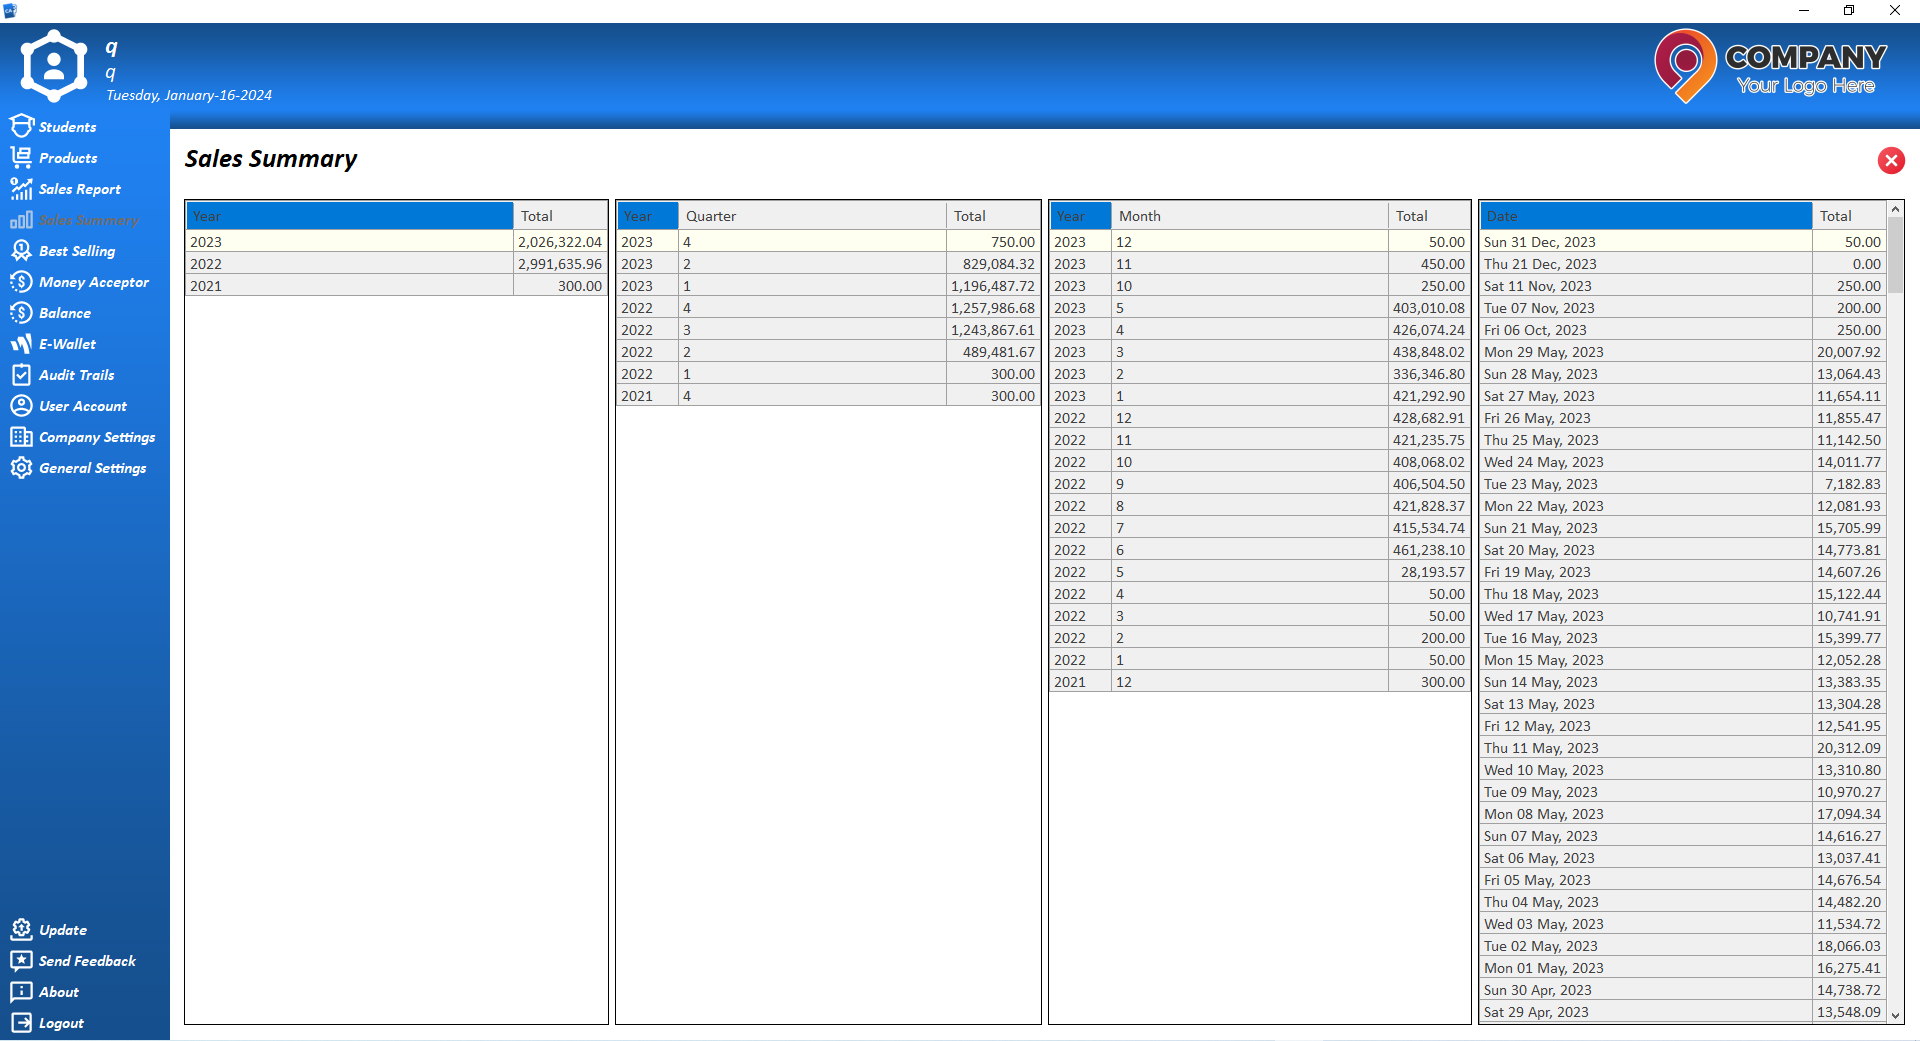 q
q
Tuesday, January-16-2024
COMPANY
Your Logo Here
Students
Products
Sales Report
Sales Summary
Best Selling
Money Acceptor
Balance
E-Wallet
Audit Trails
User Account
Company Settings
General Settings
Update
Send Feedback
About
Logout
Sales Summary
Year Total
2023 2,026,322.04
2022 2,991,635.96
2021 300.00
Year Quarter Total
2023 4 750.00
2023 2 829,084.32
2023 1 1,196,487.72
2022 4 1,257,986.68
2022 3 1,243,867.61
2022 2 489,481.67
2022 1 300.00
2021 4 300.00
Year Month Total
2023 12 50.00
2023 11 450.00
2023 10 250.00
2023 5 403,010.08
2023 4 426,074.24
2023 3 438,848.02
2023 2 336,346.80
2023 1 421,292.90
2022 12 428,682.91
2022 11 421,235.75
2022 10 408,068.02
2022 9 406,504.50
2022 8 421,828.37
2022 7 415,534.74
2022 6 461,238.10
2022 5 28,193.57
2022 4 50.00
2022 3 50.00
2022 2 200.00
2022 1 50.00
2021 12 300.00
Date Total
Sun 31 Dec, 2023 50.00
Thu 21 Dec, 2023 0.00
Sat 11 Nov, 2023 250.00
Tue 07 Nov, 2023 200.00
Fri 06 Oct, 2023 250.00
Mon 29 May, 2023 20,007.92
Sun 28 May, 2023 13,064.43
Sat 27 May, 2023 11,654.11
Fri 26 May, 2023 11,855.47
Thu 25 May, 2023 11,142.50
Wed 24 May, 2023 14,011.77
Tue 23 May, 2023 7,182.83
Mon 22 May, 2023 12,081.93
Sun 21 May, 2023 15,705.99
Sat 20 May, 2023 14,773.81
Fri 19 May, 2023 14,607.26
Thu 18 May, 2023 15,122.44
Wed 17 May, 2023 10,741.91
Tue 16 May, 2023 15,399.77
Mon 15 May, 2023 12,052.28
Sun 14 May, 2023 13,383.35
Sat 13 May, 2023 13,304.28
Fri 12 May, 2023 12,541.95
Thu 11 May, 2023 20,312.09
Wed 10 May, 2023 13,310.80
Tue 09 May, 2023 10,970.27
Mon 08 May, 2023 17,094.34
Sun 07 May, 2023 14,616.27
Sat 06 May, 2023 13,037.41
Fri 05 May, 2023 14,676.54
Thu 04 May, 2023 14,482.20
Wed 03 May, 2023 11,534.72
Tue 02 May, 2023 18,066.03
Mon 01 May, 2023 16,275.41
Sun 30 Apr, 2023 14,738.72
Sat 29 Apr, 2023 13,548.09